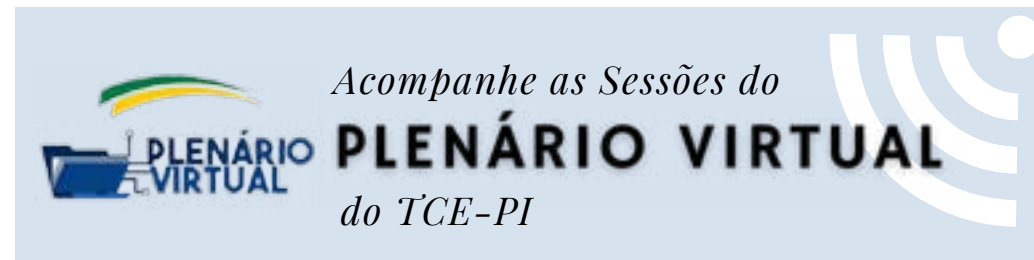 PLENÁRIO
VIRTUAL
Acompanhe as Sessões do
PLENÁRIO VIRTUAL
do TCE-PI